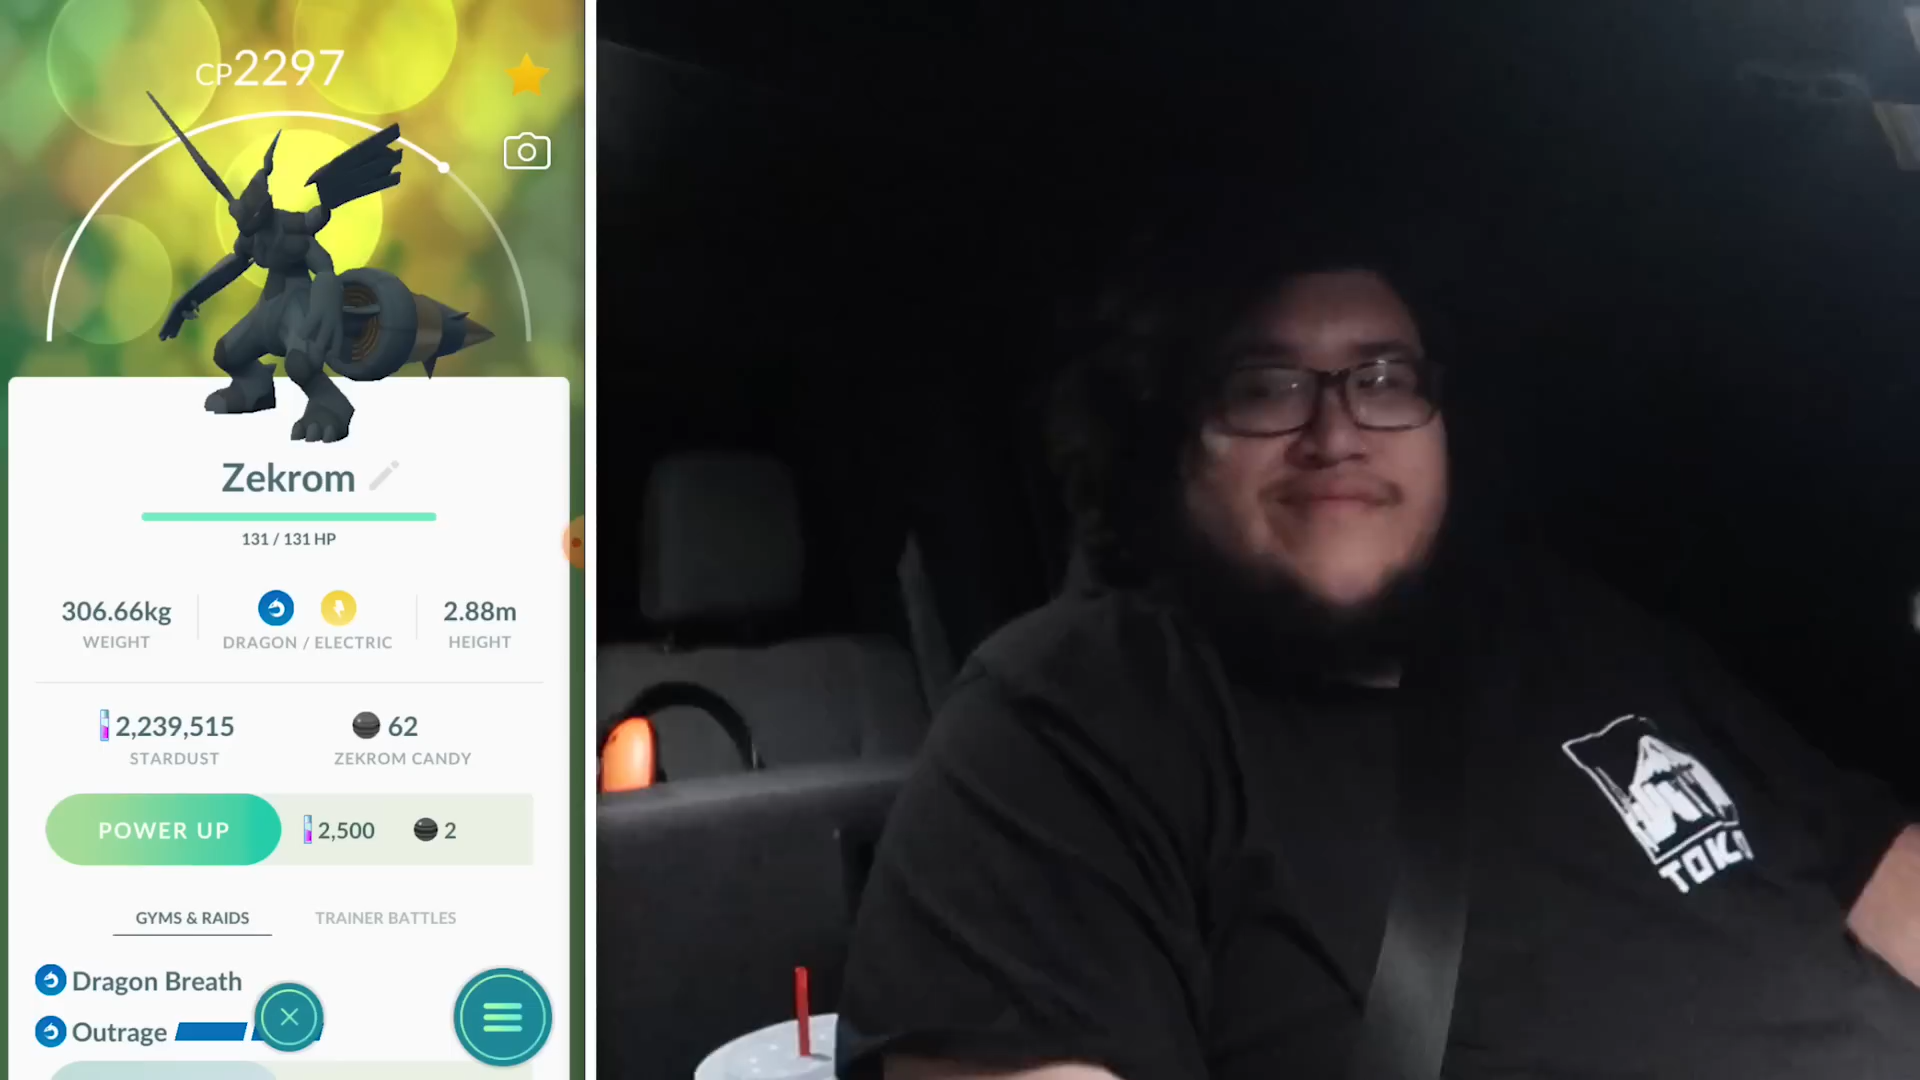 CP2297
Zekrom
131 / 131 HP
306.66kg
WEIGHT
DRAGON / ELECTRIC
2.88m
HEIGHT
2,239,515
STARDUST
62
ZEKROM CANDY
POWER UP
2,500
2
GYMS & RAIDS
TRAINER BATTLES
Dragon Breath
Outrage